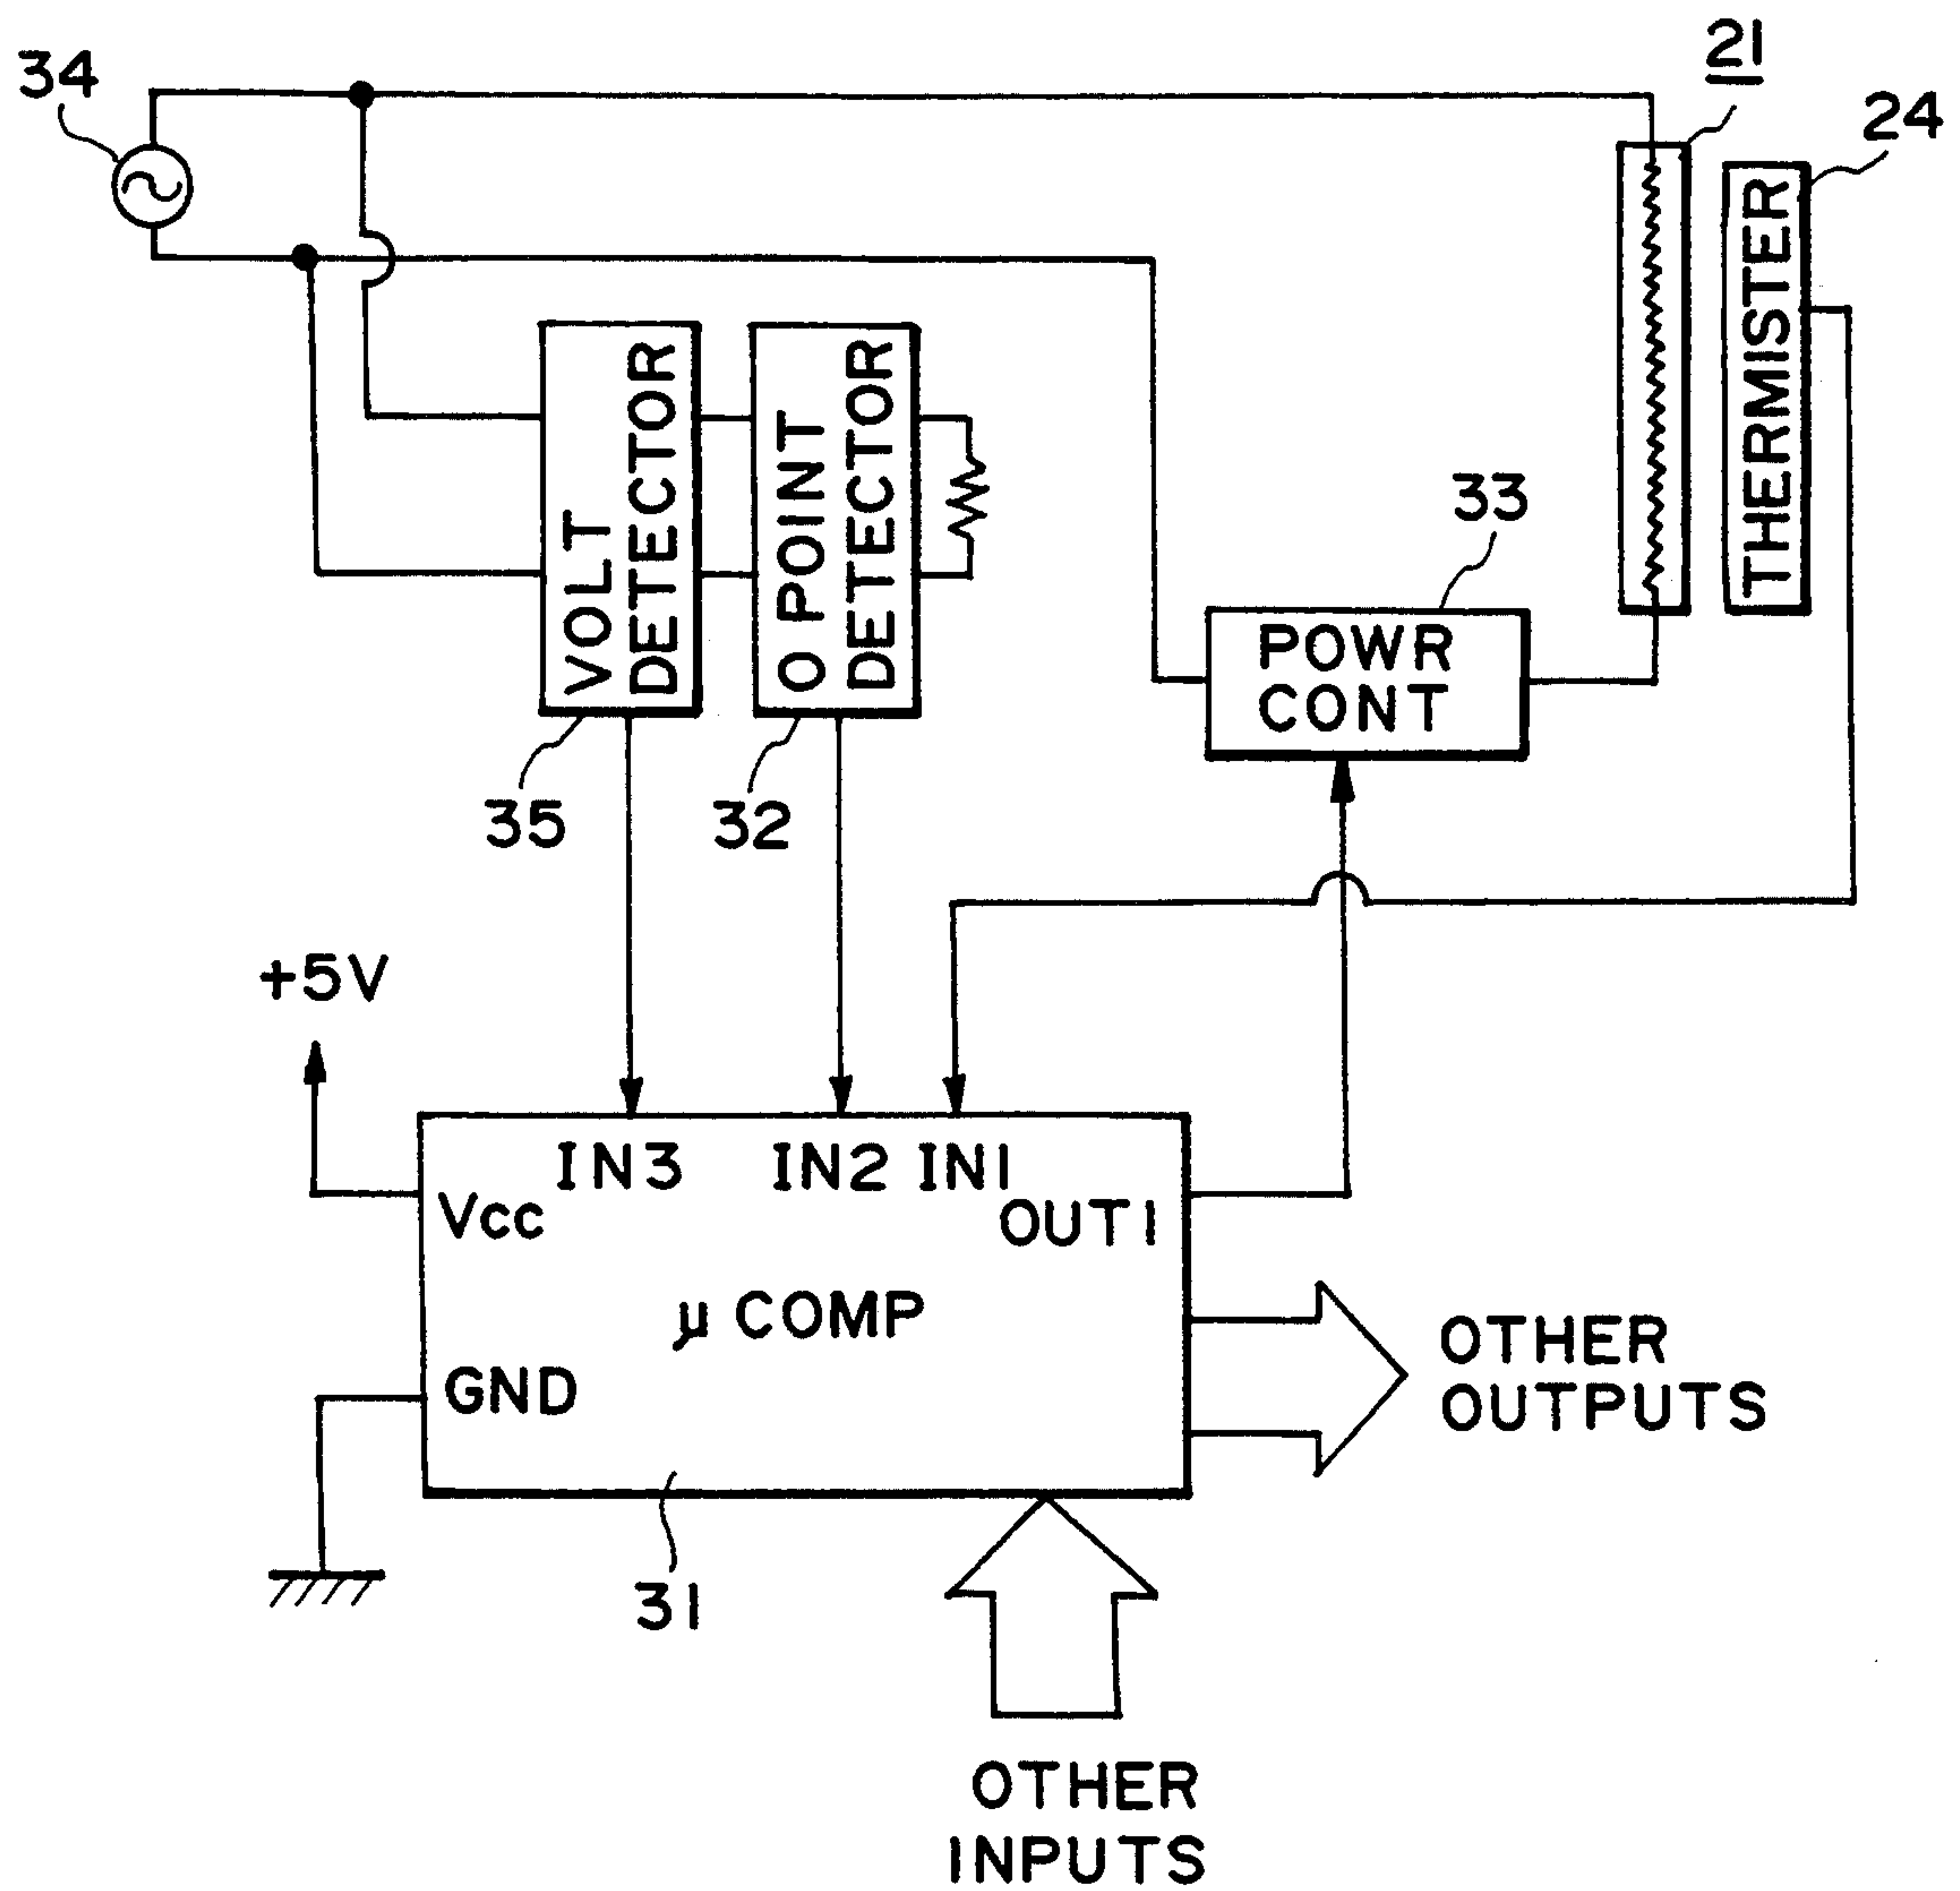 34
21
24
THERMISTER
VOLT
DETECTOR
O POINT
DETECTOR
33
POWR
CONT
35
32
+5V
IN3
IN2
IN1
Vcc
OUT1
µ COMP
GND
OTHER
OUTPUTS
31
OTHER
INPUTS